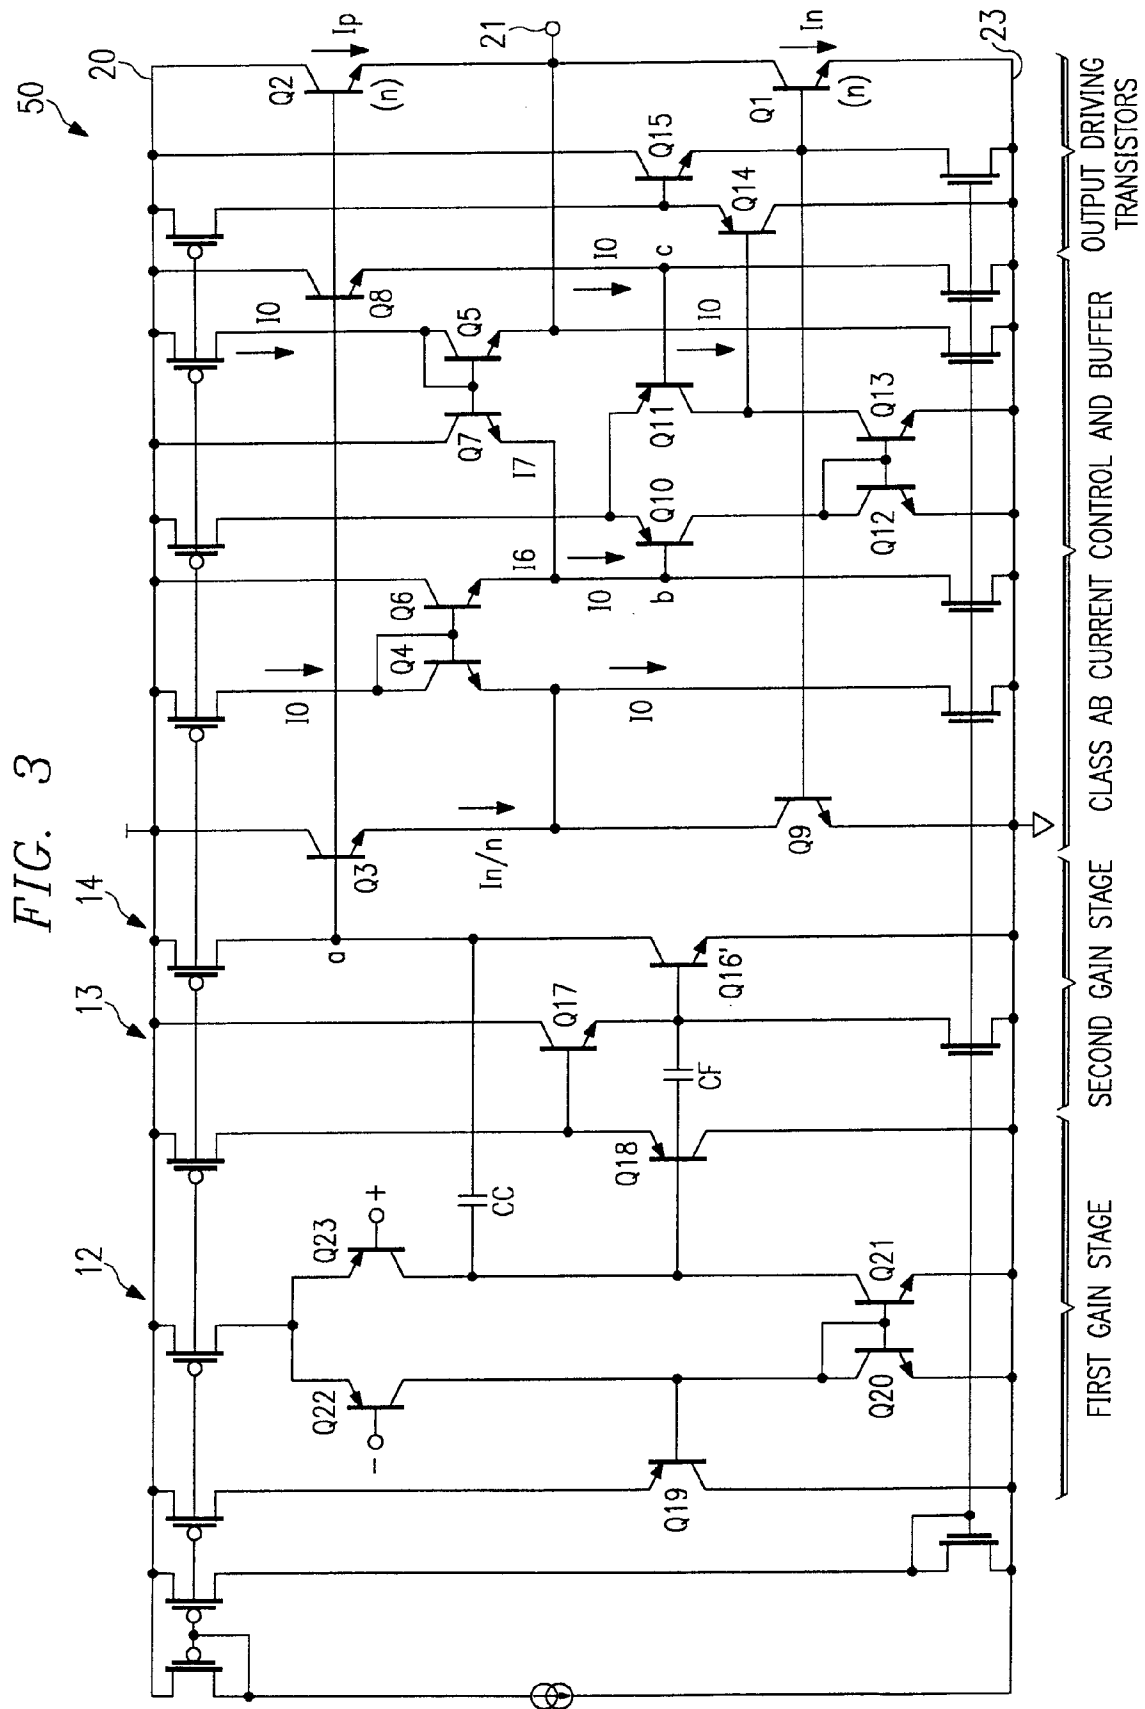 FIG. 3
50
20
12
13
14
21
23
Q2
(n)
Ip
Q1
(n)
In
Q15
Q14
Q8
I0
c
I0
Q5
I0
Q7
I7
Q11
Q13
Q10
Q12
I6
I0
b
Q6
Q4
I0
I0
Q3
In/n
Q9
a
Q16'
Q17
CF
CC
Q18
Q23
+
Q21
Q22
-
Q20
Q19
FIRST GAIN STAGE
SECOND GAIN STAGE
CLASS AB CURRENT CONTROL AND BUFFER
OUTPUT DRIVING
TRANSISTORS